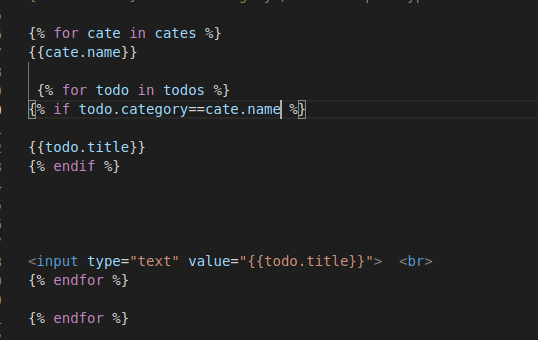 {% for cate in cates %}
{{cate.name}}
{% for todo in todos %}
{% if todo.category==cate.name %}
{{todo.title}}
{% endif %}
<input type="text" value="{{todo.title}}">  <br>
{% endfor %}
{% endfor %}